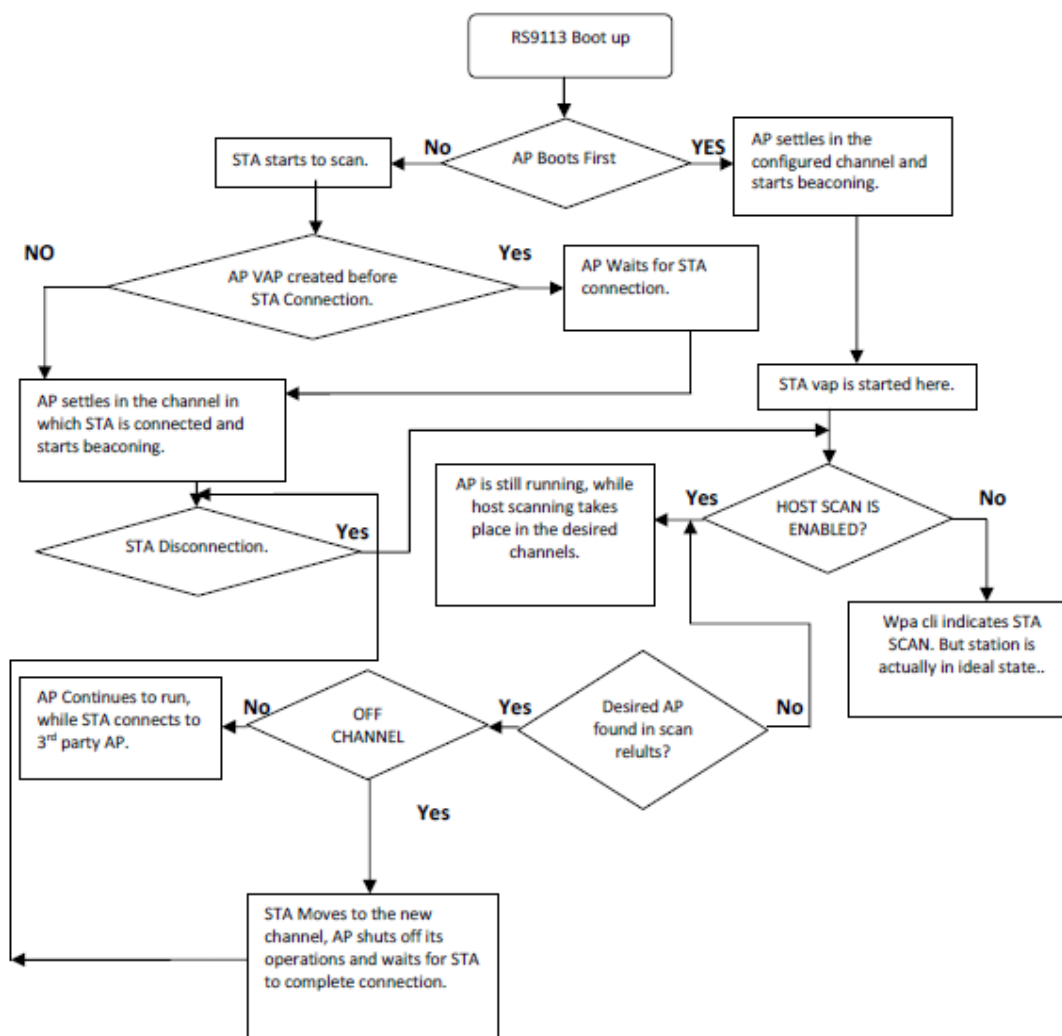 RS9113 Boot up
No
AP Boots First
YES
STA starts to scan.
AP settles in the
configured channel and
starts beaconing.
NO
AP VAP created before
STA Connection.
Yes
AP Waits for STA
connection.
STA vap is started here.
AP settles in the channel in
which STA is connected and
starts beaconing.
AP is still running, while
host scanning takes
place in the desired
channels.
Yes
HOST SCAN IS
ENABLED?
No
STA Disconnection.
Yes
Wpa cli indicates STA
SCAN. But station is
actually in ideal state..
AP Continues to run,
while STA connects to
3rd party AP.
No
OFF
CHANNEL
Yes
Desired AP
found in scan
relults?
No
Yes
STA Moves to the new
channel, AP shuts off its
operations and waits for STA
to complete connection.